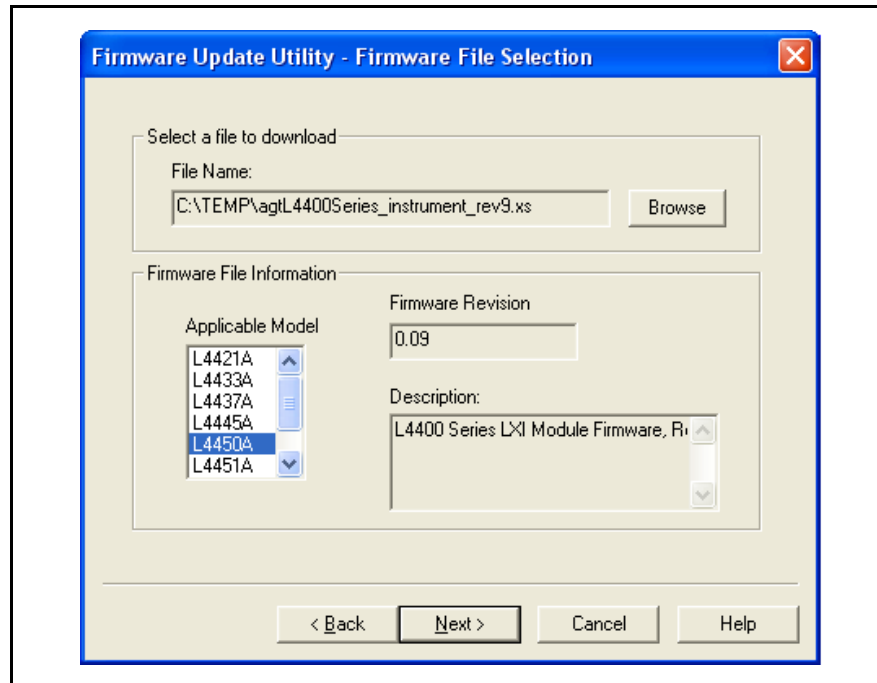 Firmware Update Utility - Firmware File Selection
Select a file to download
File Name:
C:\TEMP\agtL4400Series_instrument_rev9.xs
Browse
Firmware File Information
Applicable Model
L4421A
L4433A
L4437A
L4445A
L4450A
L4451A
Firmware Revision
0.09
Description:
L4400 Series LXI Module Firmware,
< Back
Next >
Cancel
Help